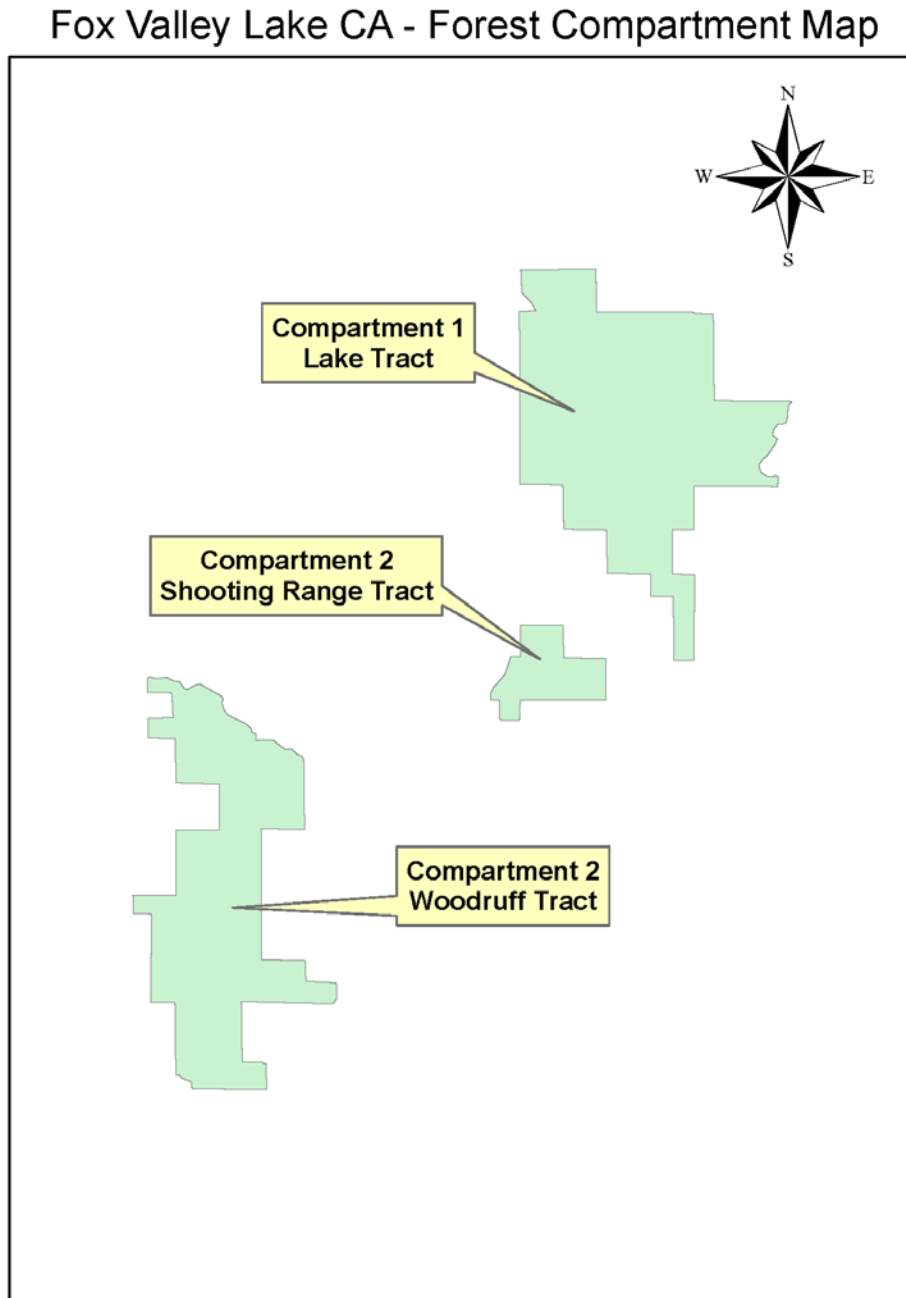 Fox Valley Lake CA - Forest Compartment Map
N
W
E
S
Compartment 1
Lake Tract
Compartment 2
Shooting Range Tract
Compartment 2
Woodruff Tract